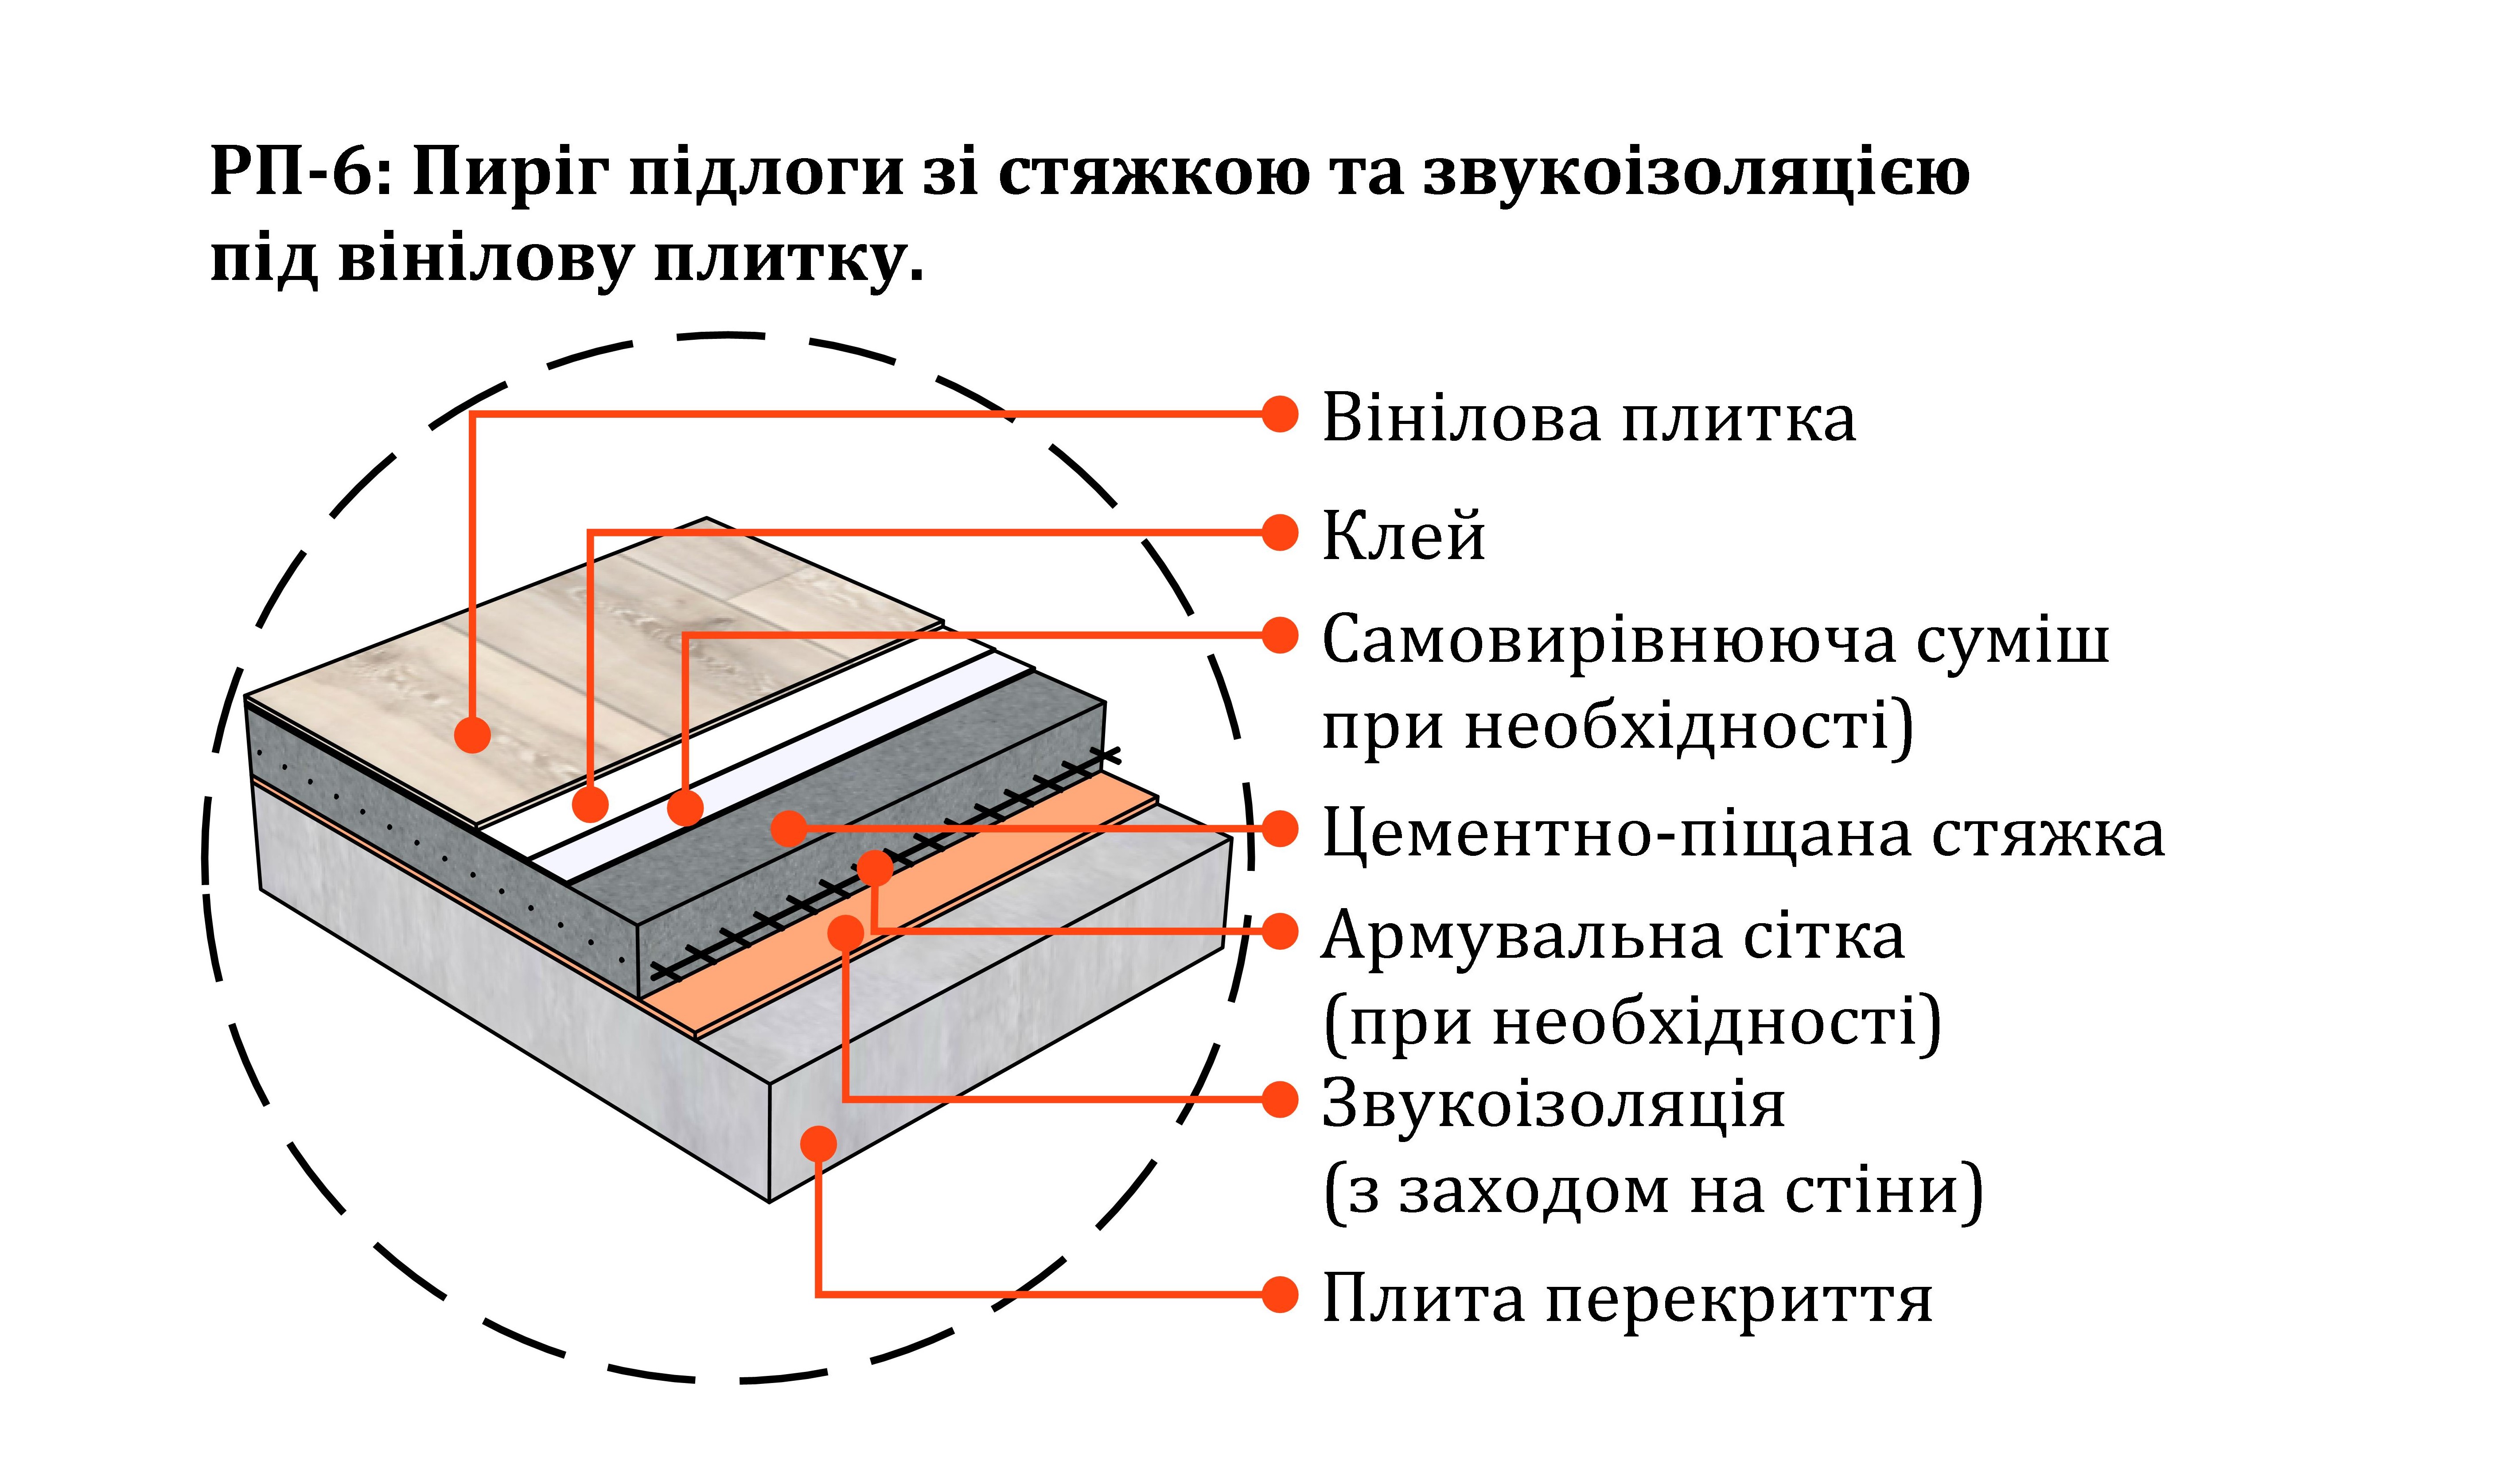 РП-6: Пиріг підлоги зі стяжкою та звукоізоляцією
під вінілову плитку.
Вінілова плитка
Клей
Самовирівнююча суміш
при необхідності)
Цементно-піщана стяжка
Армувальна сітка
(при необхідності)
Звукоізоляція
(з заходом на стіни)
Плита перекриття